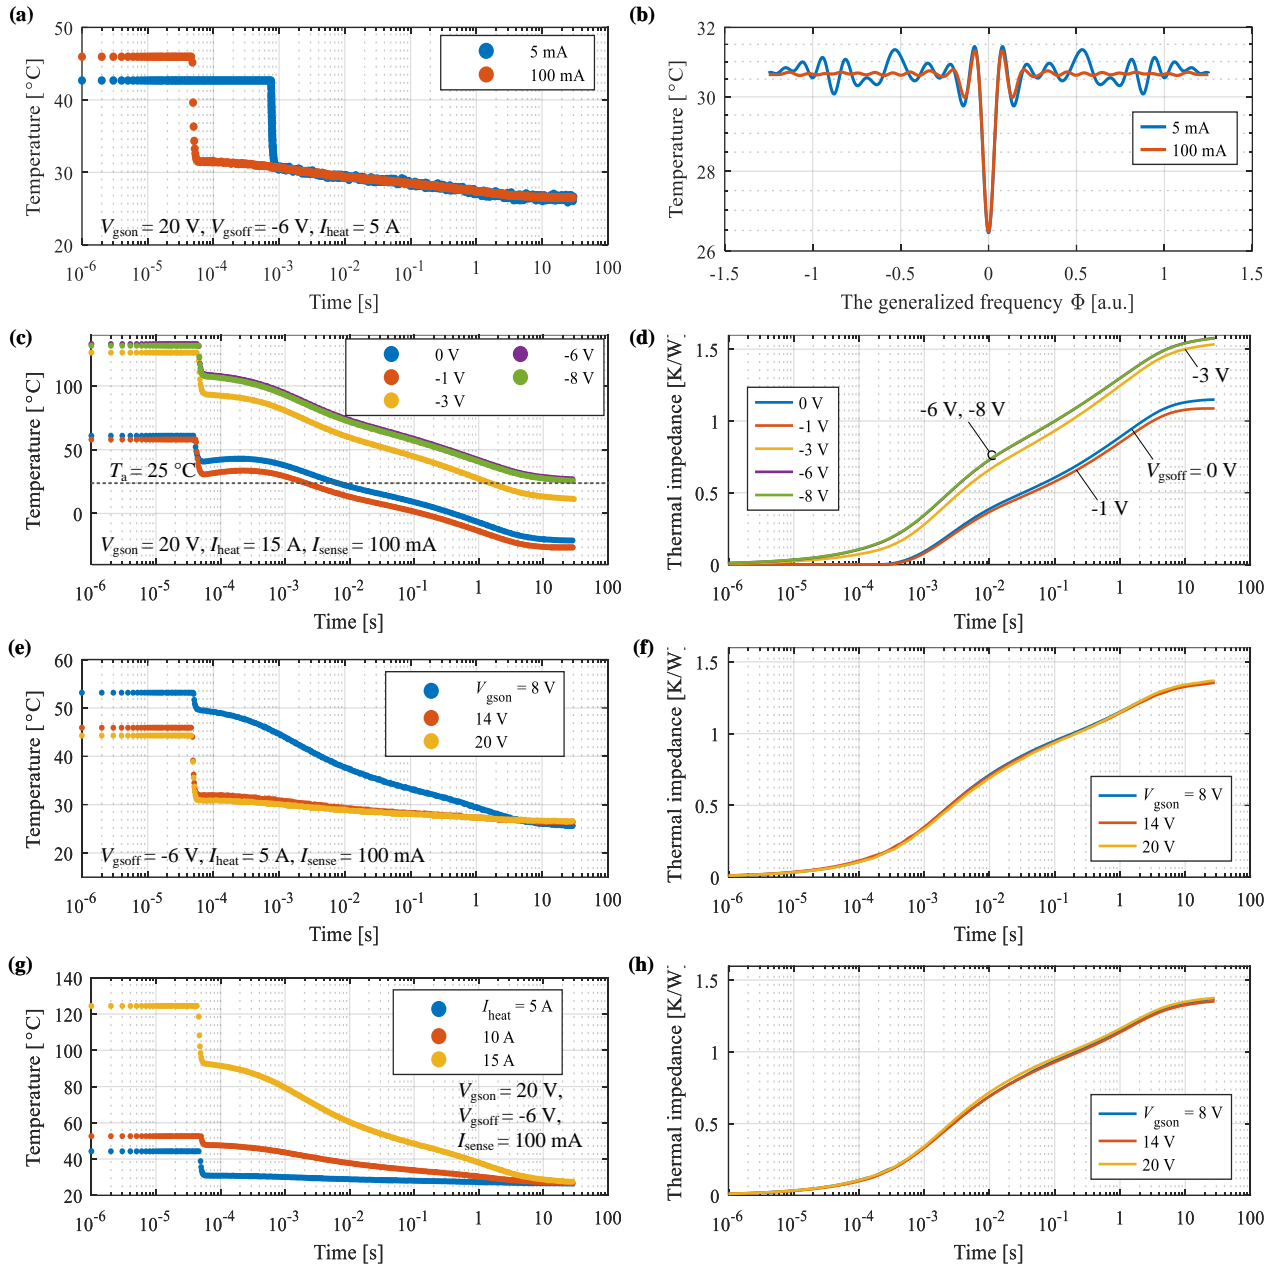 (a)
50
40
30
20
Temperature [ °C]
5 mA
100 mA
Vgson = 20 V, Vgsoff = -6 V, Iheat = 5 A
10-6 10-5 10-4 10-3 10-2 10-1 1 10 100
Time [s]
(b)
32
30
28
26
Temperature [ °C]
5 mA
100 mA
-1.5 -1 -0.5 0 0.5 1 1.5
The generalized frequency Φ [a.u.]
(c)
100
50
0
Temperature [ °C]
0 V
-1 V
-3 V
-6 V
-8 V
Ta = 25 °C
Vgson = 20 V, Iheat = 15 A, Isense = 100 mA
10-6 10-5 10-4 10-3 10-2 10-1 1 10 100
Time [s]
(d)
1.5
1
0.5
0
Thermal impedance [K/W]
0 V
-1 V
-3 V
-6 V
-8 V
-6 V, -8 V
-3 V
Vgsoff = 0 V
-1 V
10-6 10-5 10-4 10-3 10-2 10-1 1 10 100
Time [s]
(e)
60
50
40
30
20
Temperature [ °C]
Vgson = 8 V
14 V
20 V
Vgsoff = -6 V, Iheat = 5 A, Isense = 100 mA
10-6 10-5 10-4 10-3 10-2 10-1 1 10 100
Time [s]
(f)
1.5
1
0.5
0
Thermal impedance [K/W]
Vgson = 8 V
14 V
20 V
10-6 10-5 10-4 10-3 10-2 10-1 1 10 100
Time [s]
(g)
140
120
100
80
60
40
20
Temperature [ °C]
Iheat = 5 A
10 A
15 A
Vgson = 20 V,
Vgsoff = -6 V,
Isense = 100 mA
10-6 10-5 10-4 10-3 10-2 10-1 1 10 100
Time [s]
(h)
1.5
1
0.5
0
Thermal impedance [K/W]
Vgson = 8 V
14 V
20 V
10-6 10-5 10-4 10-3 10-2 10-1 1 10 100
Time [s]